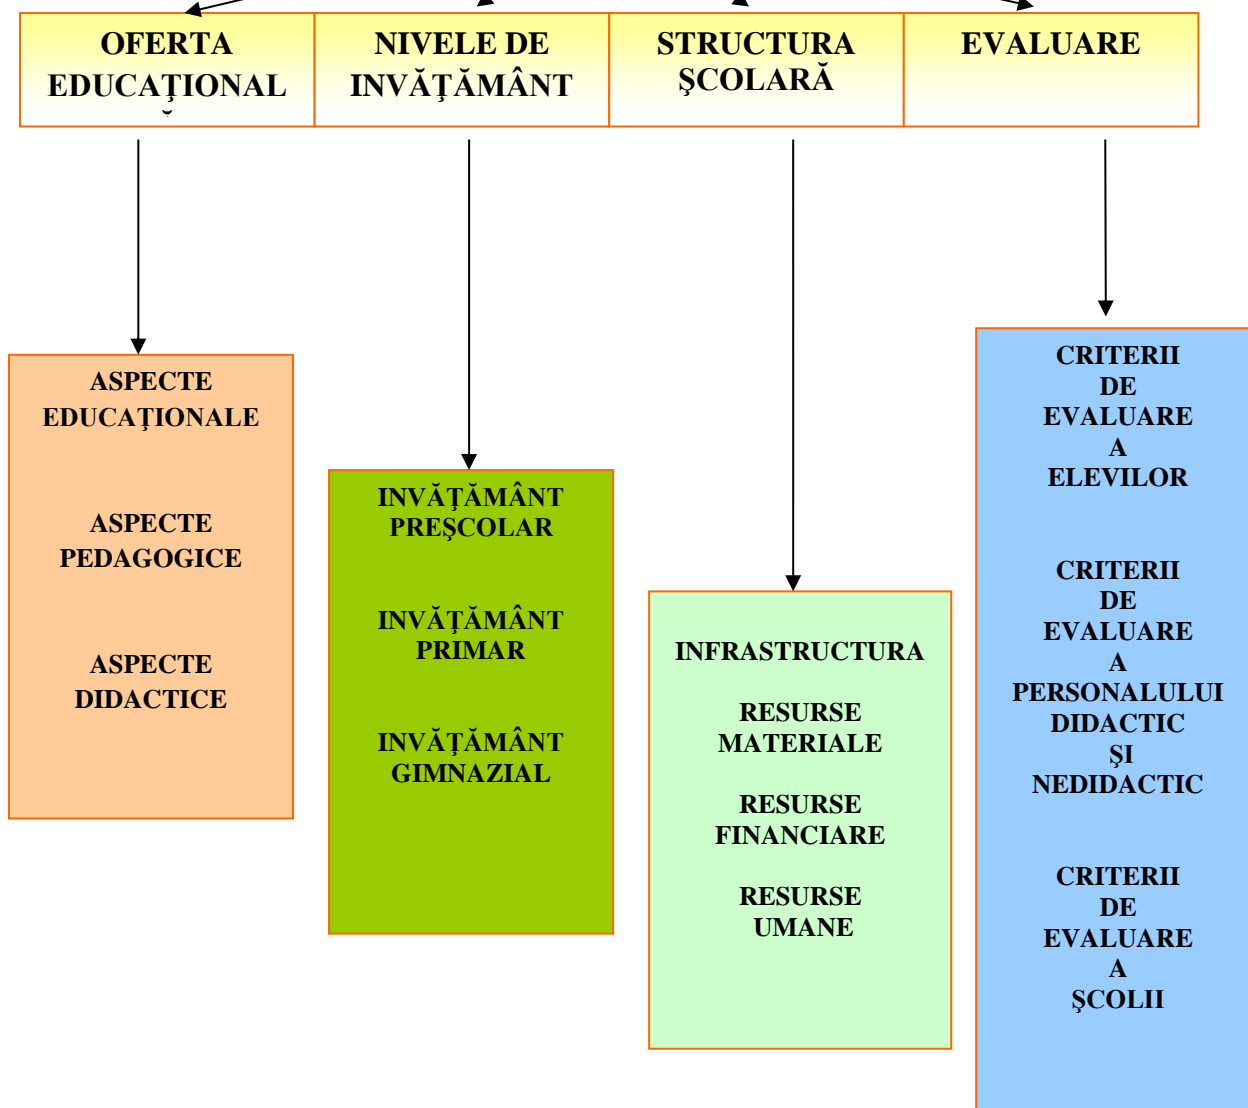 OFERTA
EDUCAŢIONAL
NIVELE DE
INVĂŢĂMÂNT
STRUCTURA
ŞCOLARĂ
EVALUARE
ASPECTE
EDUCAŢIONALE
ASPECTE
PEDAGOGICE
ASPECTE
DIDACTICE
INVĂŢĂMÂNT
PREŞCOLAR
INVĂŢĂMÂNT
PRIMAR
INVĂŢĂMÂNT
GIMNAZIAL
INFRASTRUCTURA
RESURSE
MATERIALE
RESURSE
FINANCIARE
RESURSE
UMANE
CRITERII
DE
EVALUARE
A
ELEVILOR
CRITERII
DE
EVALUARE
A
PERSONALULUI
DIDACTIC
ŞI
NEDIDACTIC
CRITERII
DE
EVALUARE
A
ŞCOLII